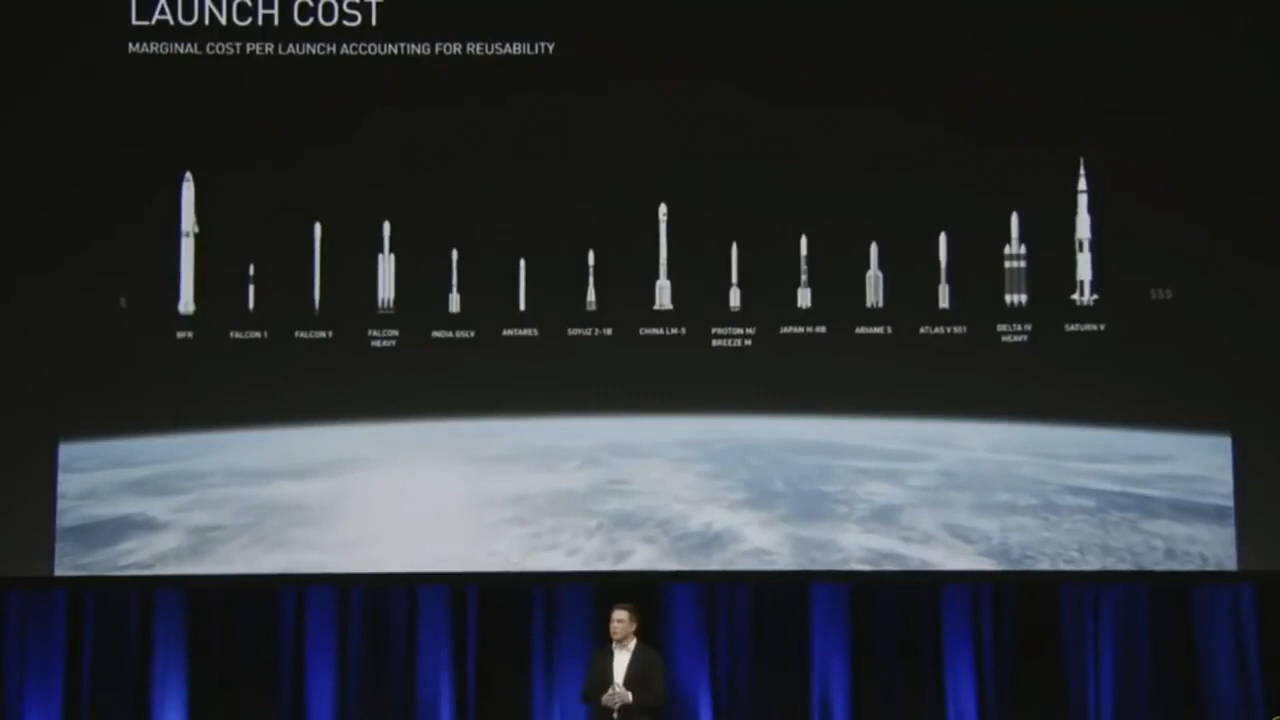 LAUNCH COST
MARGINAL COST PER LAUNCH ACCOUNTING FOR REUSABILITY
$ $$$
BFR FALCON 1 FALCON 9 FALCON HEAVY INDIA GSLV ANTARES SOYUZ 2-1B CHINA LM-5 PROTON M/ BREEZE M JAPAN H-IIB ARIANE 5 ATLAS V 551 DELTA IV HEAVY SATURN V